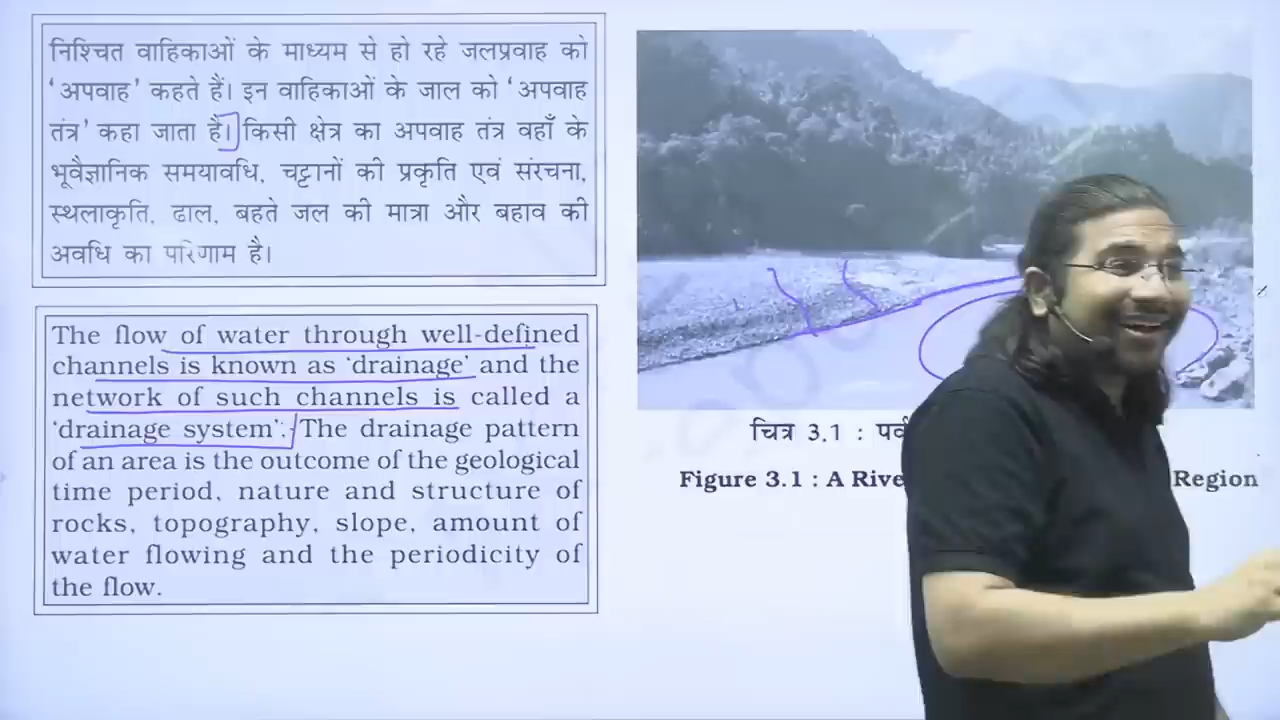 निश्चित वाहिकाओं के माध्यम से हो रहे जलप्रवाह को
‘अपवाह’ कहते हैं। इन वाहिकाओं के जाल को ‘अपवाह
तंत्र’ कहा जाता है। किसी क्षेत्र का अपवाह तंत्र वहाँ के
भूवैज्ञानिक समयावधि, चट्टानों की प्रकृति एवं संरचना,
स्थलाकृति, ढाल, बहते जल की मात्रा और बहाव की
अवधि का परिणाम है।
The flow of water through well-defined
channels is known as ‘drainage’ and the
network of such channels is called a
‘drainage system’. The drainage pattern
of an area is the outcome of the geological
time period, nature and structure of
rocks, topography, slope, amount of
water flowing and the periodicity of
the flow.
चित्र 3.1 :
Figure 3.1 : A Region